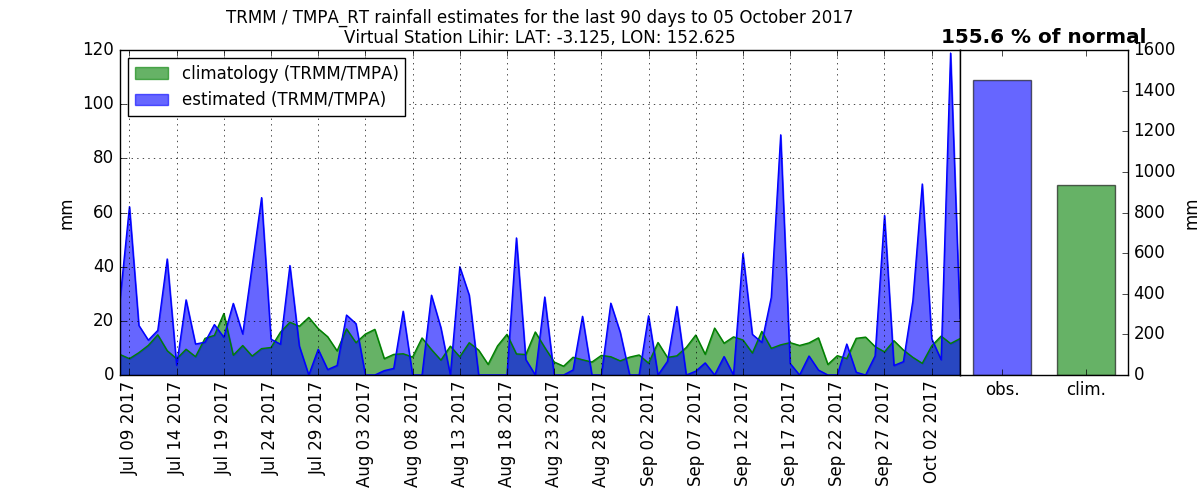 TRMM / TMPA_RT rainfall estimates for the last 90 days to 05 October 2017
Virtual Station Lihir: LAT: -3.125, LON: 152.625
155.6 % of normal
climatology (TRMM/TMPA)
estimated (TRMM/TMPA)
120
100
80
60
40
20
0
mm
Jul 09 2017
Jul 14 2017
Jul 19 2017
Jul 24 2017
Jul 29 2017
Aug 03 2017
Aug 08 2017
Aug 13 2017
Aug 18 2017
Aug 23 2017
Aug 28 2017
Sep 02 2017
Sep 07 2017
Sep 12 2017
Sep 17 2017
Sep 22 2017
Sep 27 2017
Oct 02 2017
1600
1400
1200
1000
800
600
400
200
0
mm
obs.
clim.